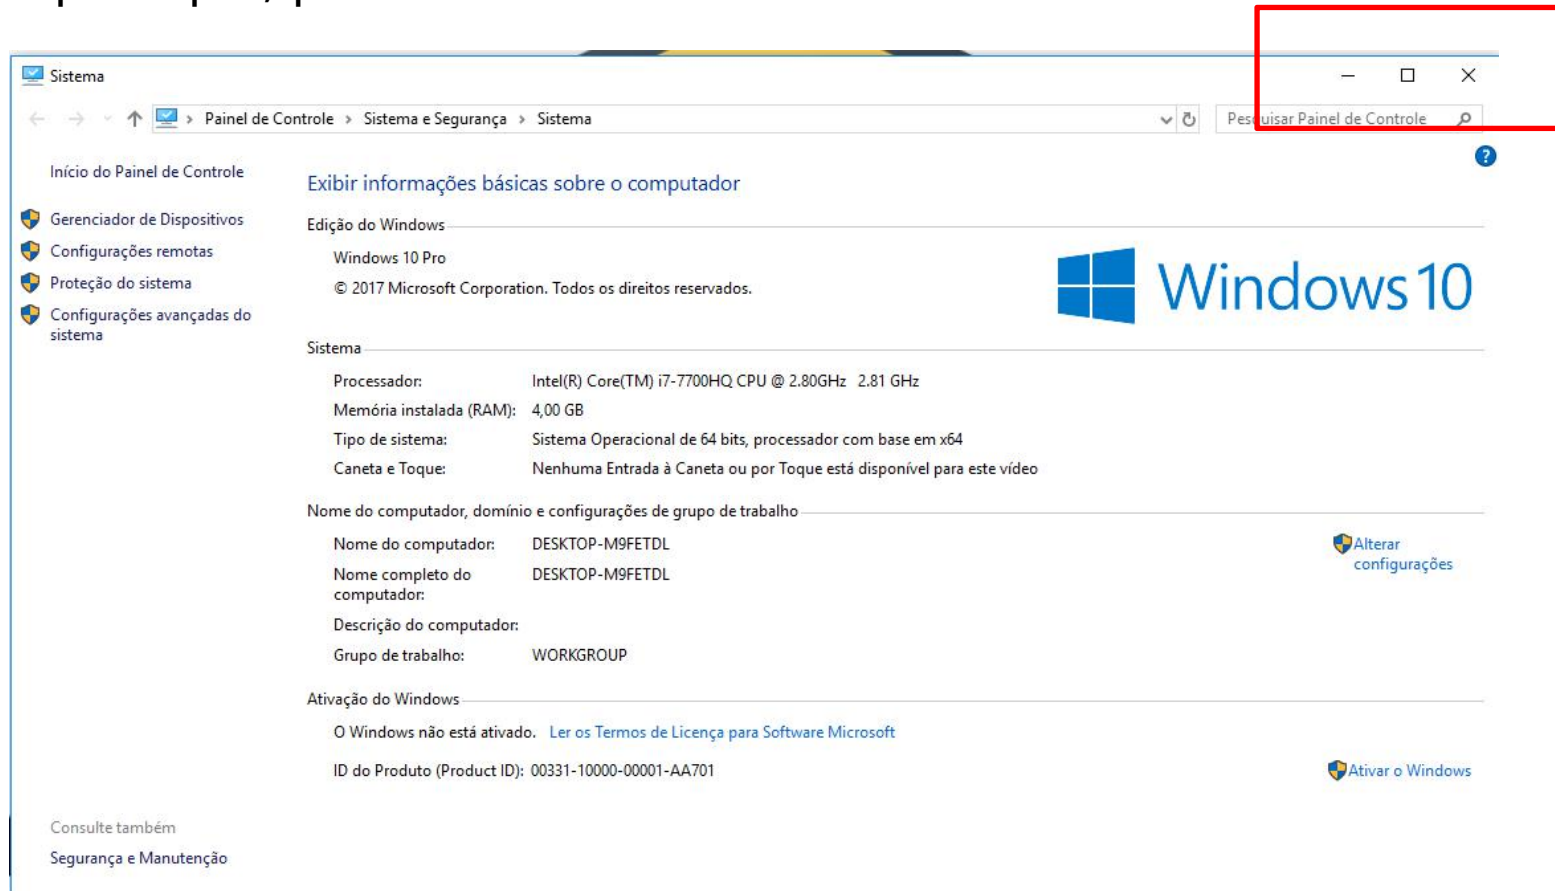 Sistema
Painel de Controle > Sistema e Segurança > Sistema
Pesquisar Painel de Controle
?
Início do Painel de Controle
Gerenciador de Dispositivos
Configurações remotas
Proteção do sistema
Configurações avançadas do
sistema
Exibir informações básicas sobre o computador
Edição do Windows
Windows 10 Pro
© 2017 Microsoft Corporation. Todos os direitos reservados.
Windows 10
Sistema
Processador: Intel(R) Core(TM) i7-7700HQ CPU @ 2.80GHz 2.81 GHz
Memória instalada (RAM): 4,00 GB
Tipo de sistema: Sistema Operacional de 64 bits, processador com base em x64
Caneta e Toque: Nenhuma Entrada à Caneta ou por Toque está disponível para este vídeo
Nome do computador, domínio e configurações de grupo de trabalho
Nome do computador: DESKTOP-M9FETDL
Alterar
configurações
Nome completo do DESKTOP-M9FETDL
computador:
Descrição do computador:
Grupo de trabalho: WORKGROUP
Ativação do Windows
O Windows não está ativado. Ler os Termos de Licença para Software Microsoft
ID do Produto (Product ID): 00331-10000-00001-AA701
Ativar o Windows
Consulte também
Segurança e Manutenção